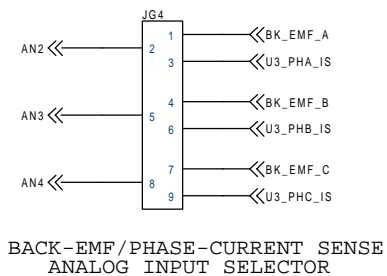 JG4
1 BK_EMF_A
AN2 2
3 U3_PHA_IS
4 BK_EMF_B
AN3 5
6 U3_PHB_IS
7 BK_EMF_C
AN4 8
9 U3_PHC_IS
BACK-EMF/PHASE-CURRENT SENSE
ANALOG INPUT SELECTOR